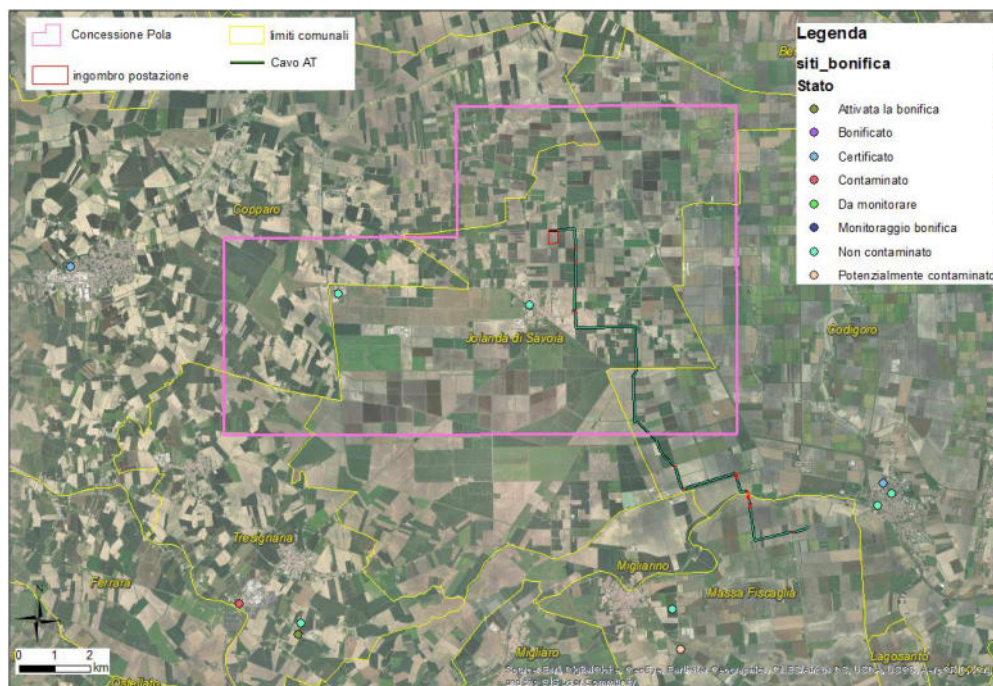 Concessione Pola
limiti comunali
ingombro postazione
Cavo AT
Legenda
siti_bonifica
Stato
Attivata la bonifica
Bonificato
Certificato
Contaminato
Da monitorare
Monitoraggio bonifica
Non contaminato
Potenzialmente contaminato
Copparo
Jolanda di Savoia
Codigoro
Tresignana
Ferrara
Migliarino
Massa Fiscaglia
Migliaro
Lagosanto
Ostellato
0 1 2
km